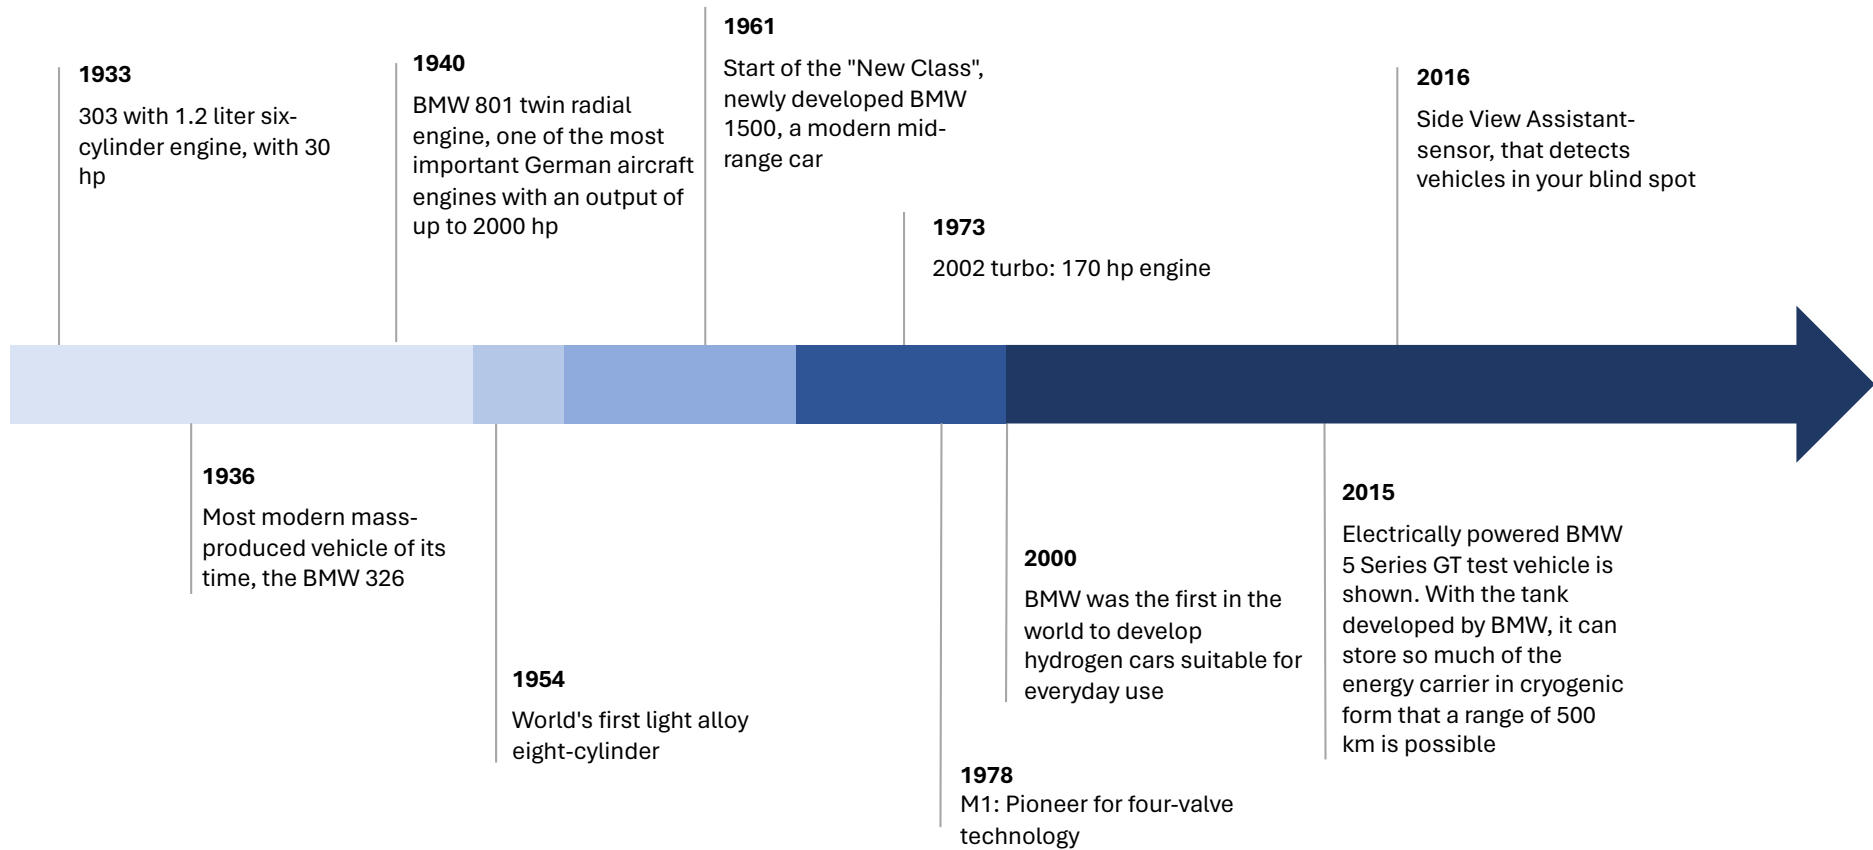 1933
303 with 1.2 liter six-
cylinder engine, with 30
hp
1940
BMW 801 twin radial
engine, one of the most
important German aircraft
engines with an output of
up to 2000 hp
1961
Start of the "New Class",
newly developed BMW
1500, a modern mid-
range car
1973
2002 turbo: 170 hp engine
2016
Side View Assistant-
sensor, that detects
vehicles in your blind spot
1936
Most modern mass-
produced vehicle of its
time, the BMW 326
1954
World's first light alloy
eight-cylinder
1978
M1: Pioneer for four-valve
technology
2000
BMW was the first in the
world to develop
hydrogen cars suitable for
everyday use
2015
Electrically powered BMW
5 Series GT test vehicle is
shown. With the tank
developed by BMW, it can
store so much of the
energy carrier in cryogenic
form that a range of 500
km is possible